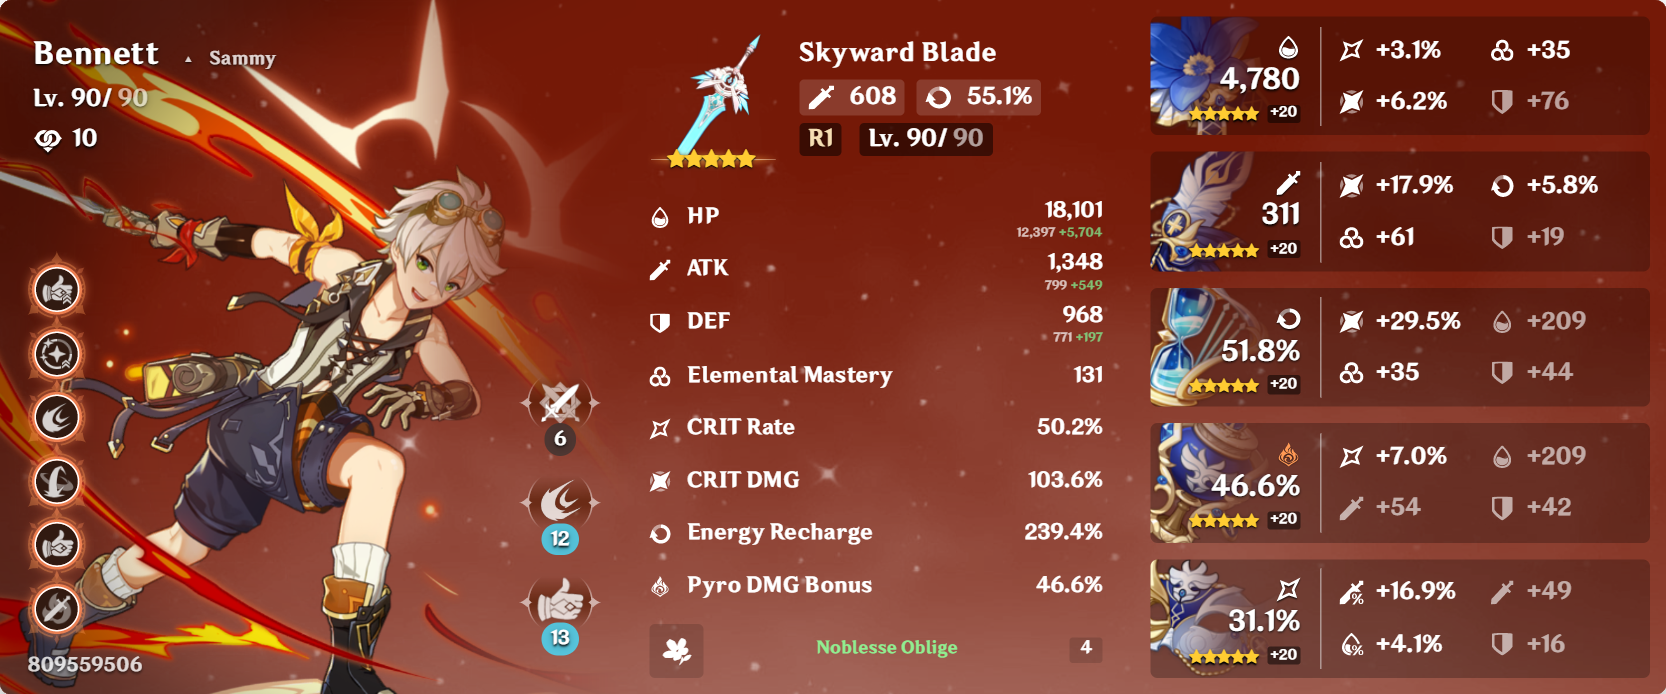 Bennett ▲ Sammy
Lv. 90/ 90
10
6
12
13
809559506
Skyward Blade
608 55.1%
R1 Lv. 90/ 90
HP 18,101
12,397 +5,704
ATK 1,348
799 +549
DEF 968
771 +197
Elemental Mastery 131
CRIT Rate 50.2%
CRIT DMG 103.6%
Energy Recharge 239.4%
Pyro DMG Bonus 46.6%
Noblesse Oblige 4
4,780
+20
+3.1% +35
+6.2% +76
311
+20
+17.9% +5.8%
+61 +19
51.8%
+20
+29.5% +209
+35 +44
46.6%
+20
+7.0% +209
+54 +42
31.1%
+20
+16.9% +49
+4.1% +16